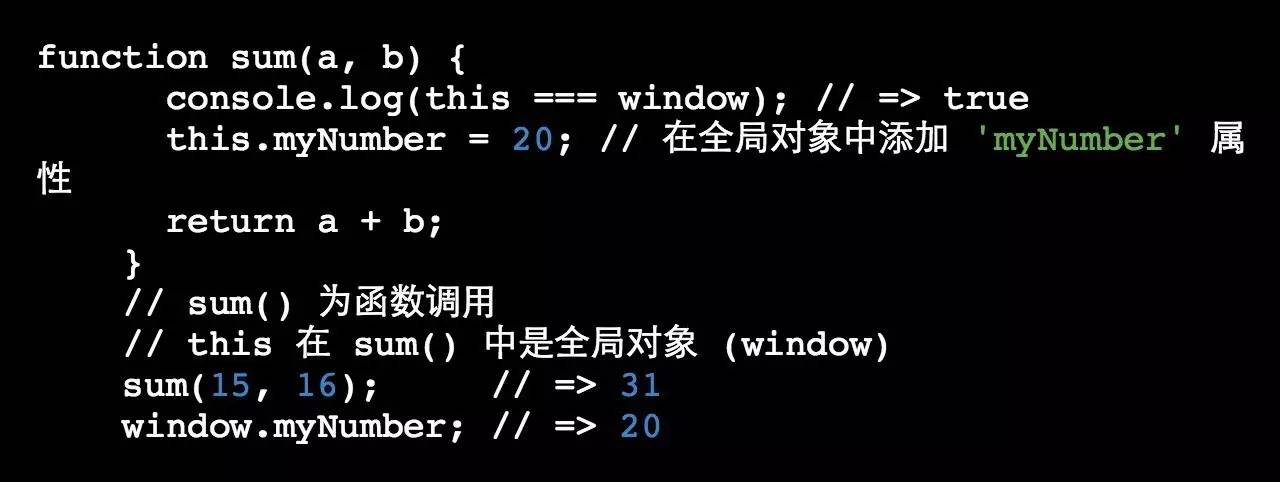 function sum(a, b) {
      console.log(this === window); // => true
      this.myNumber = 20; // 在全局对象中添加 'myNumber' 属
性
      return a + b;
    }
    // sum() 为函数调用
    // this 在 sum() 中是全局对象 (window)
    sum(15, 16);     // => 31
    window.myNumber; // => 20